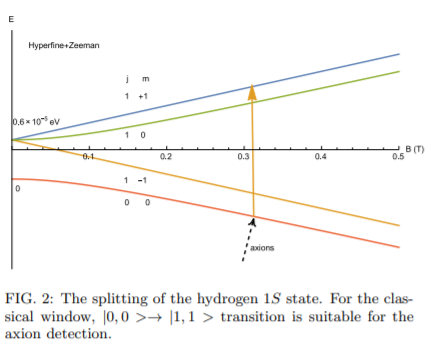 E
Hyperfine+Zeeman
j m
1 +1
0.6×10⁻⁵ eV
1 0
B (T)
0.1 0.2 0.3 0.4 0.5
1 -1
0
0 0
axions
FIG. 2: The splitting of the hydrogen 1S state. For the clas-
sical window, |0, 0 >→ |1, 1 > transition is suitable for the
axion detection.